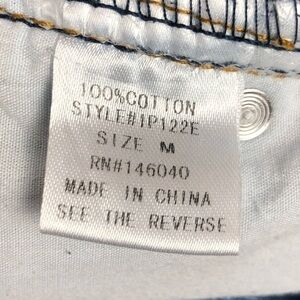 100%COTTON
STYLE#1P122E
SIZE M
RN#146040
MADE IN CHINA
SEE THE REVERSE